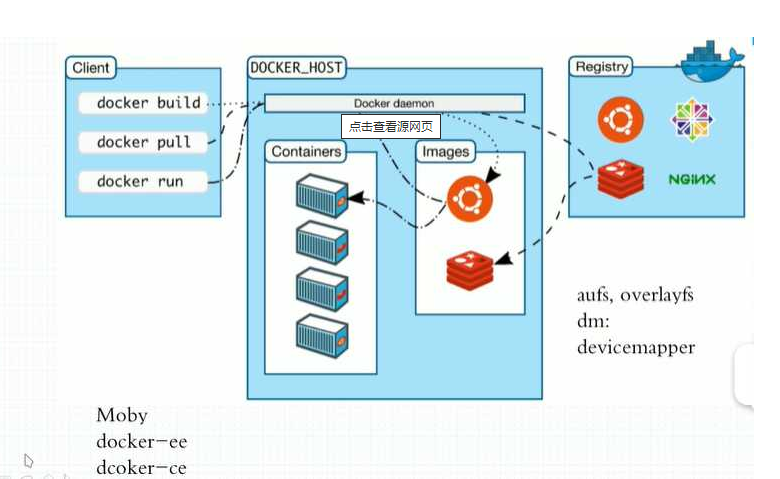 Client
docker build
docker pull
docker run
DOCKER_HOST
Docker daemon
点击查看源网页
Containers
Images
Registry
NGINX
aufs, overlayfs
dm:
devicemapper
Moby
docker-ee
dcoker-ce